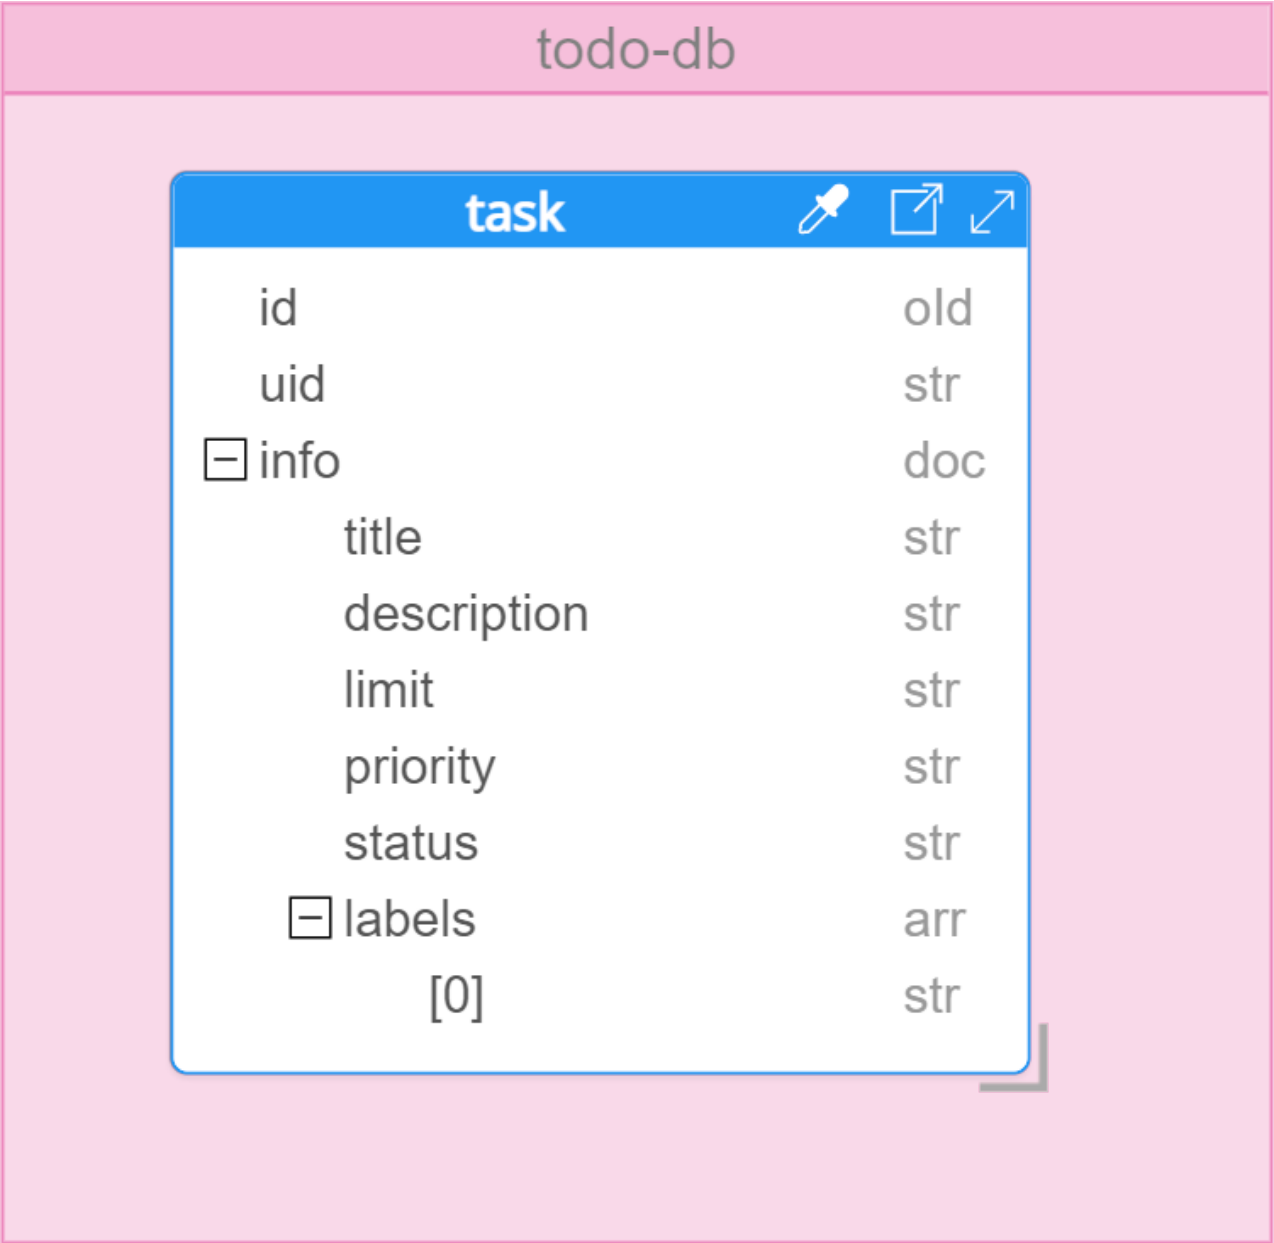 todo-db
task
id oId
uid str
info doc
title str
description str
limit str
priority str
status str
labels arr
[0] str